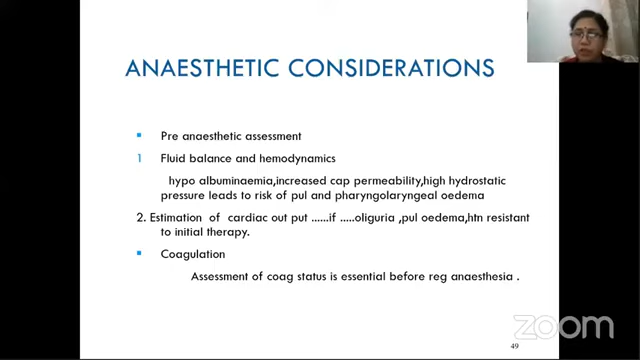 ANAESTHETIC CONSIDERATIONS
▪ Pre anaesthetic assessment
1 Fluid balance and hemodynamics
hypo albuminaemia,increased cap permeability,high hydrostatic
pressure leads to risk of pul and pharyngolaryngeal oedema
2. Estimation of cardiac out put ......if .....oliguria ,pul oedema,htn resistant
to initial therapy.
▪ Coagulation
Assessment of coag status is essential before reg anaesthesia .
zoom
49